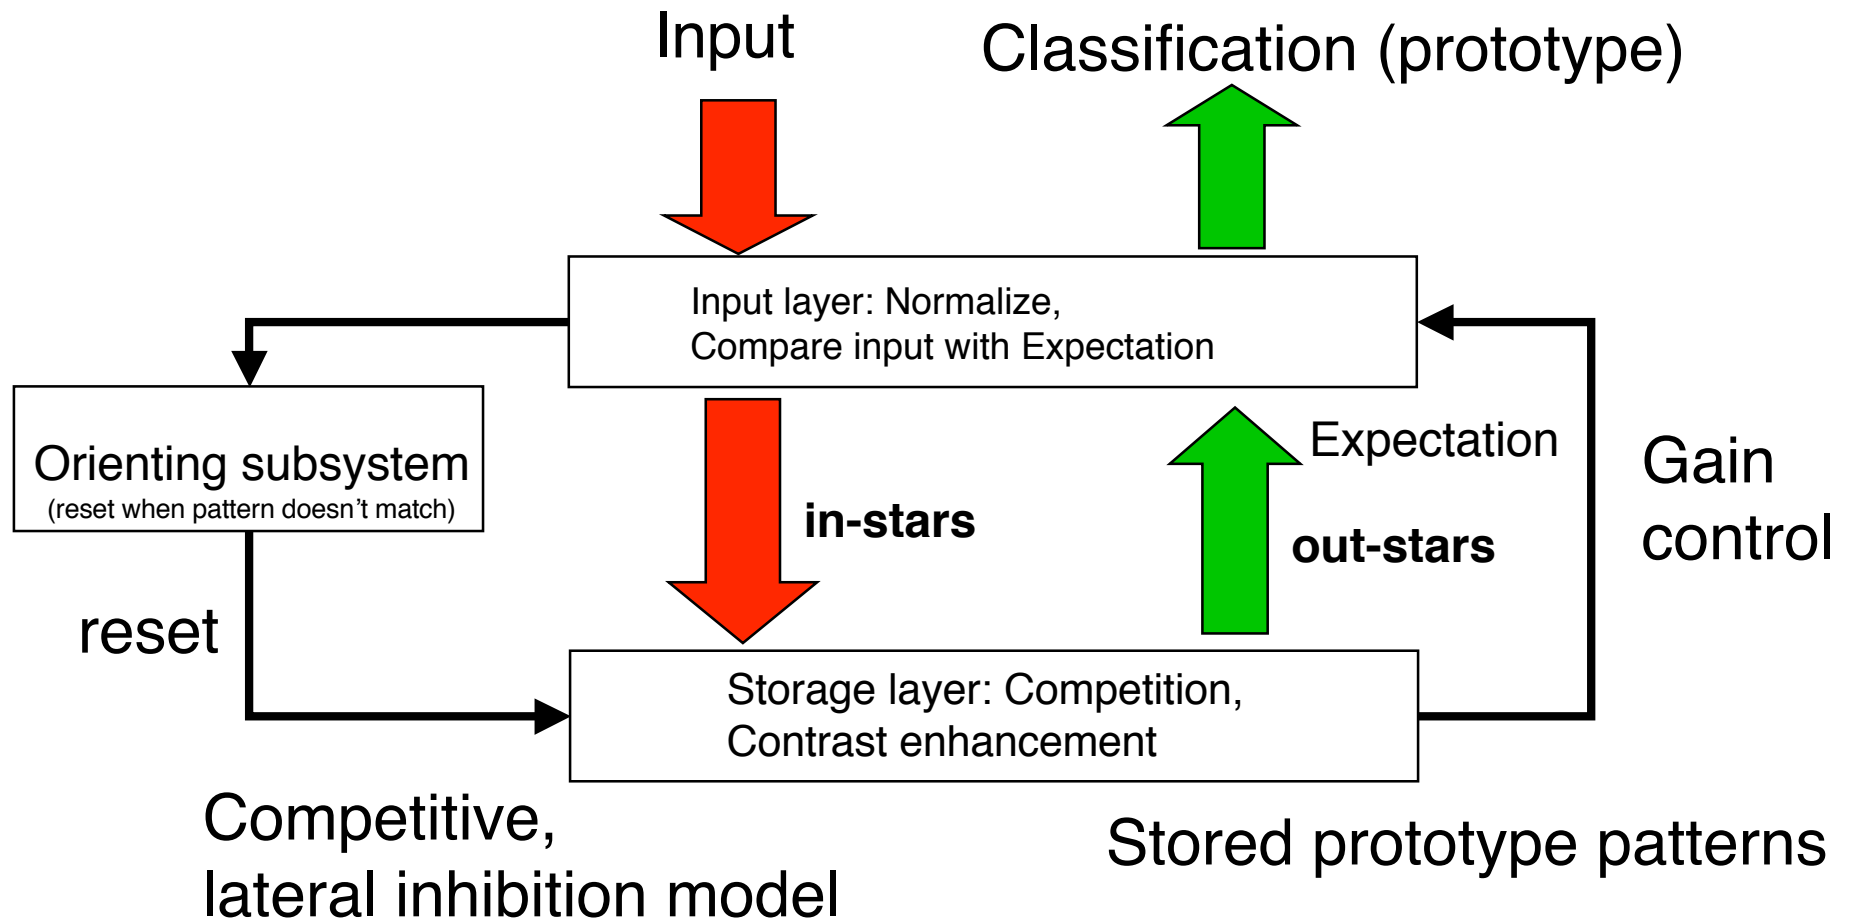 Input
Classification (prototype)
Input layer: Normalize,
Compare input with Expectation
Orienting subsystem
(reset when pattern doesn’t match)
in-stars
Expectation
out-stars
Gain
control
reset
Storage layer: Competition,
Contrast enhancement
Competitive,
lateral inhibition model
Stored prototype patterns